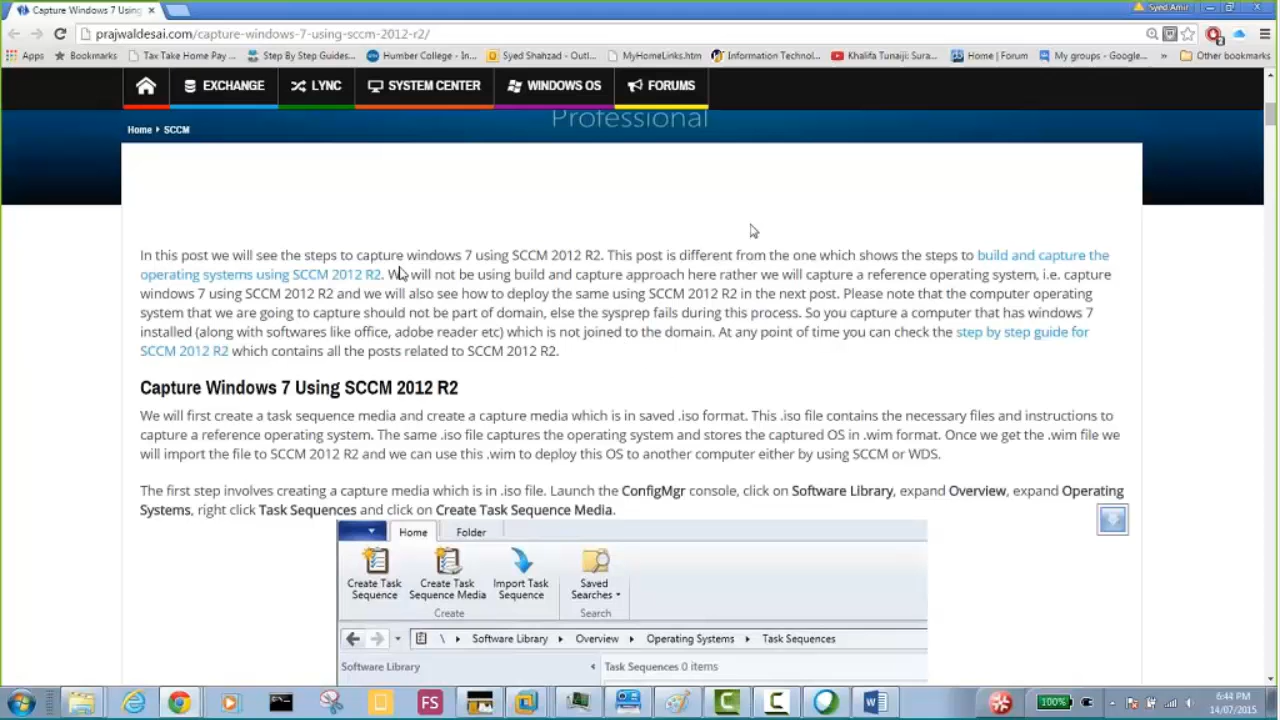 Capture Windows 7 Using
Syed Amir
prajwaldesai.com/capture-windows-7-using-sccm-2012-r2/
Apps Bookmarks Tax Take Home Pay ... Step By Step Guides... Humber College - In... Syed Shahzad - Outl... MyHomeLinks.htm Information Technol... Khalifa Tunaiji: Sura... Home | Forum My groups - Google... » Other bookmarks
EXCHANGE LYNC SYSTEM CENTER WINDOWS OS FORUMS
Professional
Home SCCM
In this post we will see the steps to capture windows 7 using SCCM 2012 R2. This post is different from the one which shows the steps to build and capture the
operating systems using SCCM 2012 R2. We will not be using build and capture approach here rather we will capture a reference operating system, i.e. capture
windows 7 using SCCM 2012 R2 and we will also see how to deploy the same using SCCM 2012 R2 in the next post. Please note that the computer operating
system that we are going to capture should not be part of domain, else the sysprep fails during this process. So you capture a computer that has windows 7
installed (along with softwares like office, adobe reader etc) which is not joined to the domain. At any point of time you can check the step by step guide for
SCCM 2012 R2 which contains all the posts related to SCCM 2012 R2.
Capture Windows 7 Using SCCM 2012 R2
We will first create a task sequence media and create a capture media which is in saved .iso format. This .iso file contains the necessary files and instructions to
capture a reference operating system. The same .iso file captures the operating system and stores the captured OS in .wim format. Once we get the .wim file we
will import the file to SCCM 2012 R2 and we can use this .wim to deploy this OS to another computer either by using SCCM or WDS.
The first step involves creating a capture media which is in .iso file. Launch the ConfigMgr console, click on Software Library, expand Overview, expand Operating
Systems, right click Task Sequences and click on Create Task Sequence Media.
Home Folder
Create Task Create Task Import Task Saved
Sequence Sequence Media Sequence Searches
Create Search
\ Software Library Overview Operating Systems Task Sequences
Software Library Task Sequences 0 items
FS 100% 6:44 PM
14/07/2015